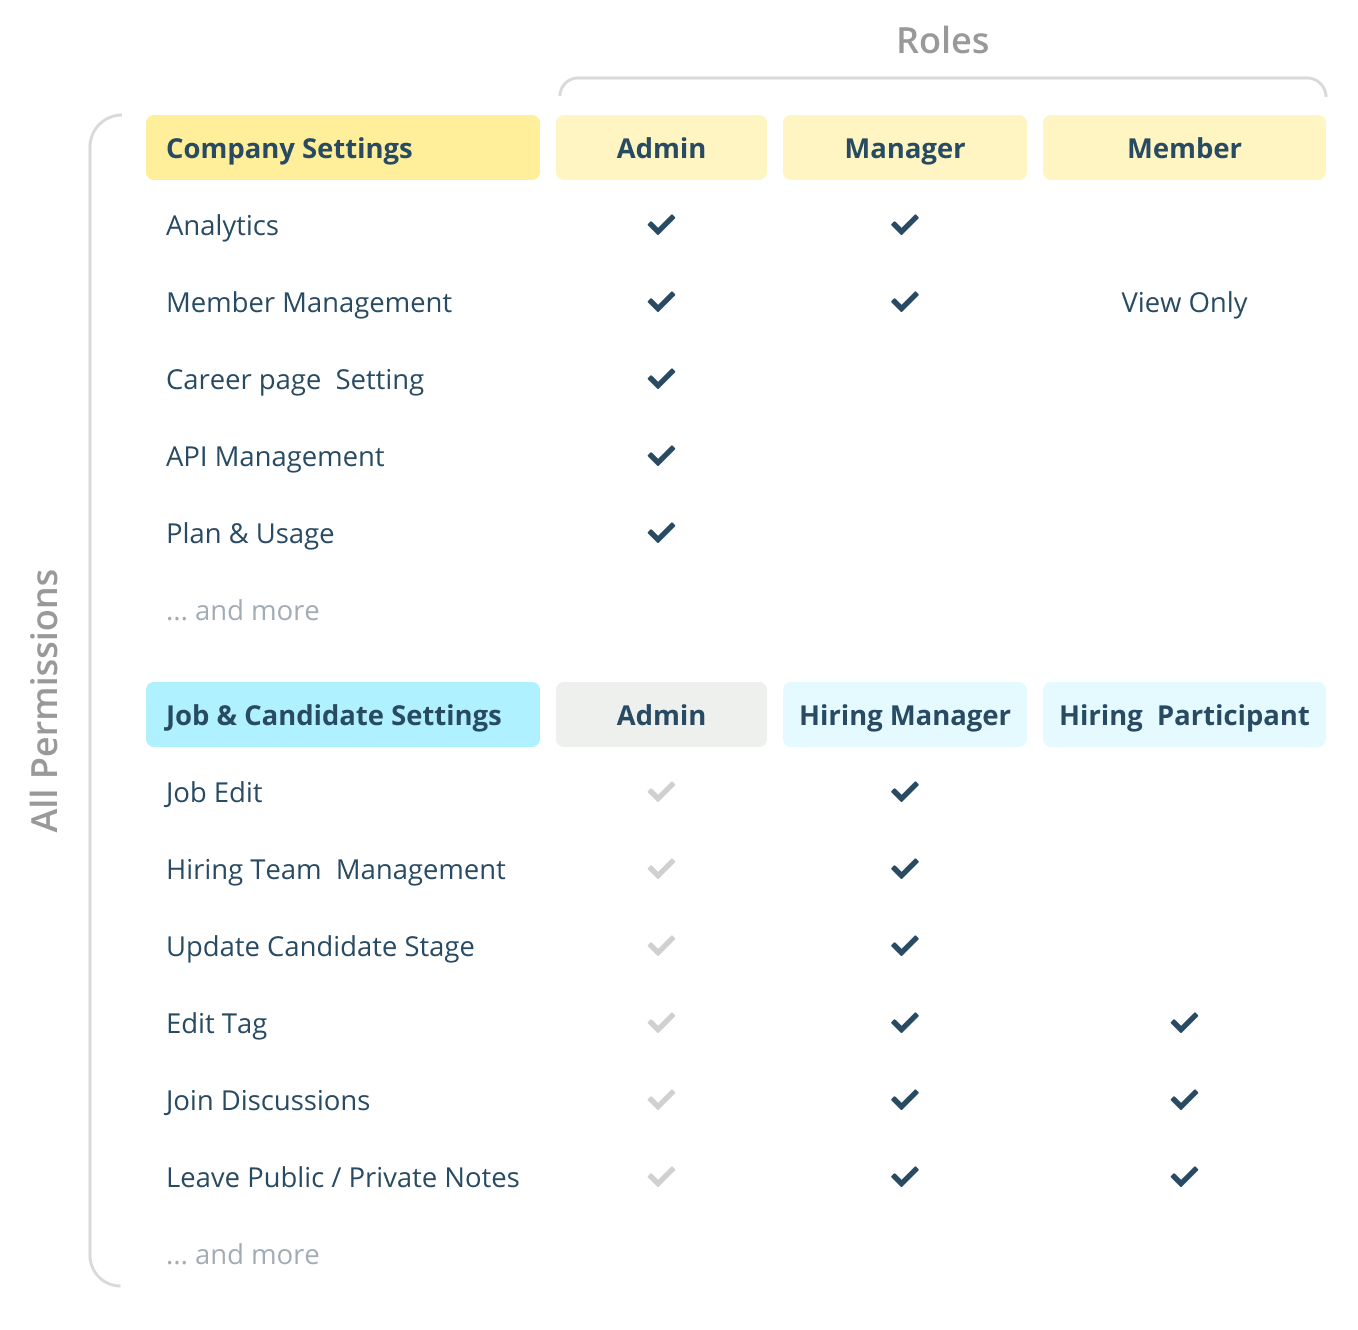 Roles
All Permissions
Company Settings Admin Manager Member
Analytics
Member Management View Only
Career page  Setting
API Management
Plan & Usage
... and more
Job & Candidate Settings Admin Hiring Manager Hiring  Participant
Job Edit
Hiring Team  Management
Update Candidate Stage
Edit Tag
Join Discussions
Leave Public / Private Notes
... and more